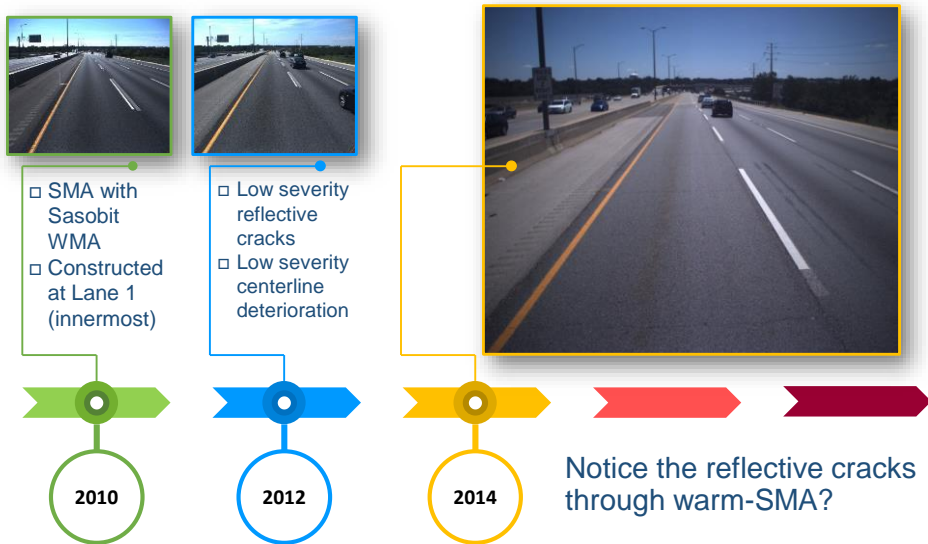 □ SMA with
Sasobit
WMA
□ Constructed
at Lane 1
(innermost)
□ Low severity
reflective
cracks
□ Low severity
centerline
deterioration
2010
2012
2014
Notice the reflective cracks
through warm-SMA?